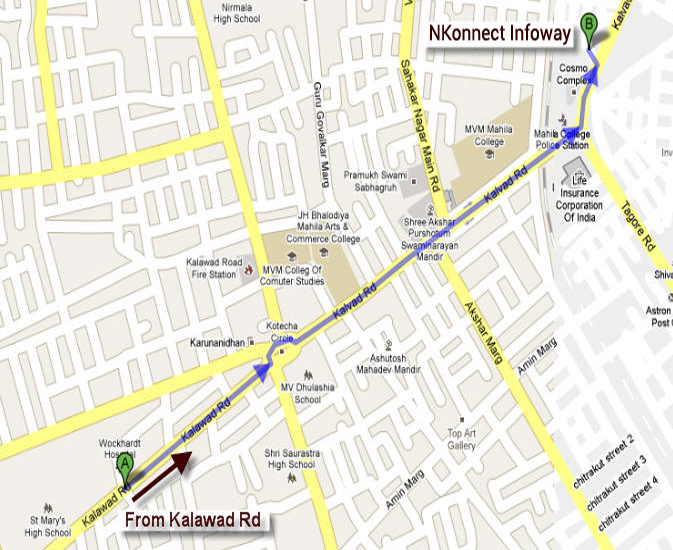 Nirmala
High School
NKonnect Infoway
B
Kalvad
Cosmo
Complex
Guru Govalkar Marg
Sahakar Nagar Main Rd
MVM Mahila
College
Mahila College
Police Station
Pramukh Swami
Sabhagruh
Kalvad Rd
Life
Insurance
Corporation
Of India
Inv
Tagore Rd
JH Bhalodiya
Mahila Arts &
Commerce College
Shree Akshar
Purshotum
Swaminarayan
Mandir
Kalawad Road
Fire Station
MVM Colleg Of
Comuter Studies
Shiva
Kalvad Rd
Astron
Post C
Kotecha
Circle
Karunanidhan
Akshar Marg
Ashutosh
Mahadev Mandir
Amin Marg
MV Dhulashia
School
Kalawad Rd
Top Art
Gallery
Wockhardt
Hospital
A
Shri Saurastra
High School
chitrakut street 2
chitrakut street 3
chitrakut street 4
Amin Marg
Kalawad Rd
St Mary's
High School
From Kalawad Rd